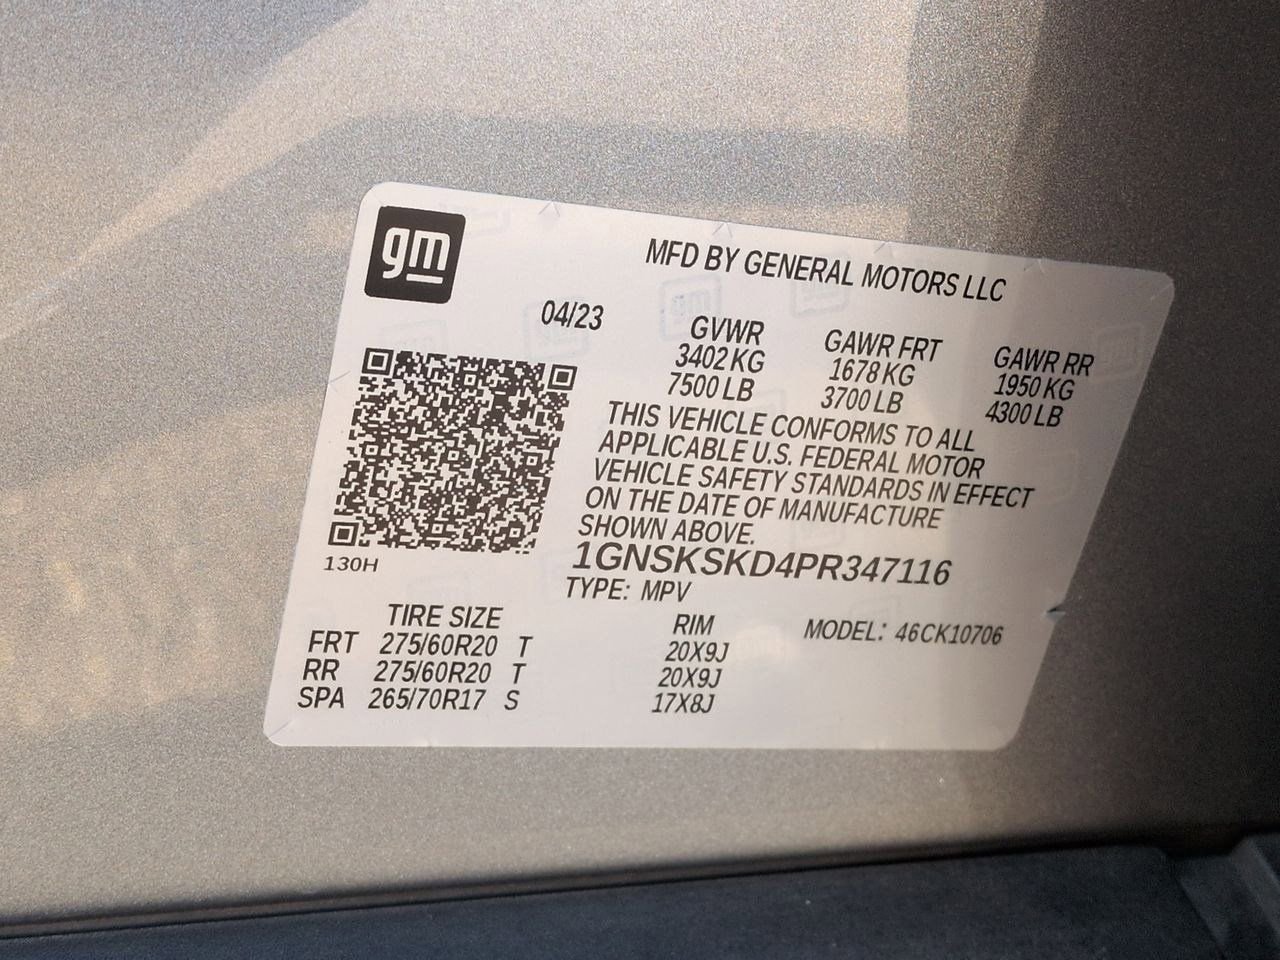 gm
MFD BY GENERAL MOTORS LLC
04/23
GVWR GAWR FRT GAWR RR
3402 KG 1678 KG 1950 KG
7500 LB 3700 LB 4300 LB
THIS VEHICLE CONFORMS TO ALL
APPLICABLE U.S. FEDERAL MOTOR
VEHICLE SAFETY STANDARDS IN EFFECT
ON THE DATE OF MANUFACTURE
SHOWN ABOVE.
1GNSKSKD4PR347116
130H
TYPE: MPV
TIRE SIZE RIM MODEL: 46CK10706
FRT 275/60R20 T 20X9J
RR 275/60R20 T 20X9J
SPA 265/70R17 S 17X8J